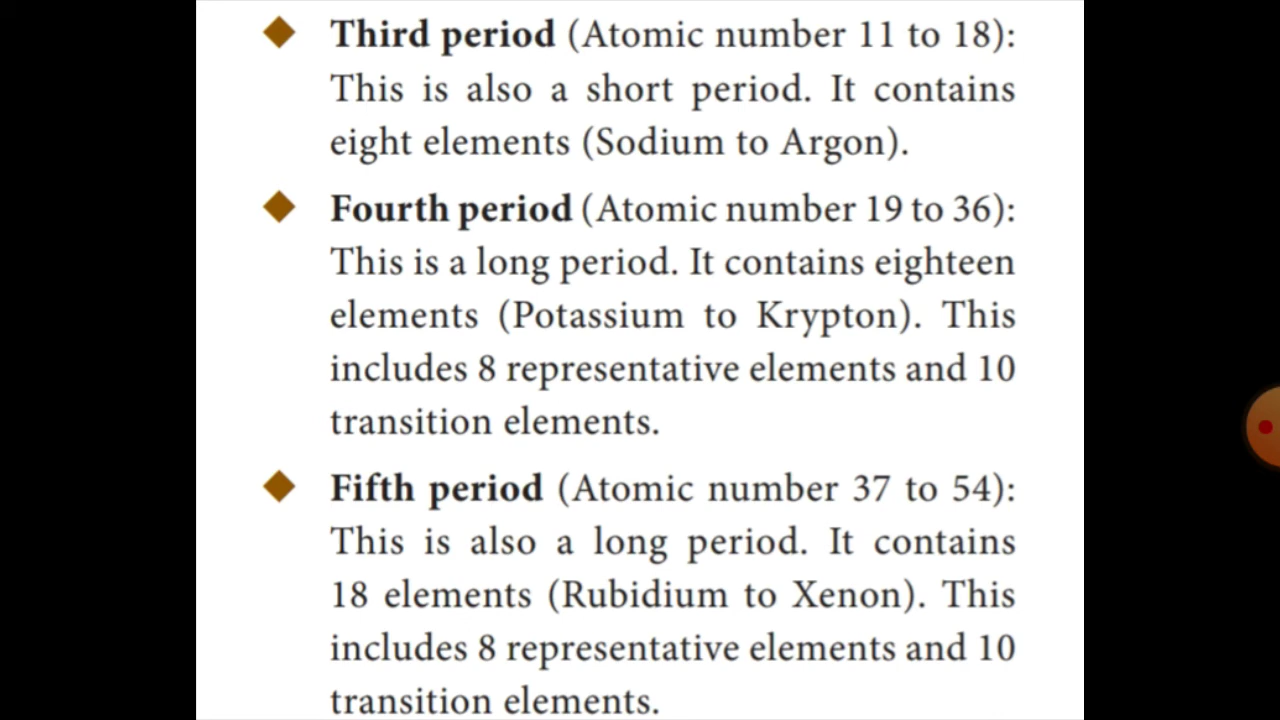 Third period (Atomic number 11 to 18):
This is also a short period. It contains
eight elements (Sodium to Argon).
Fourth period (Atomic number 19 to 36):
This is a long period. It contains eighteen
elements (Potassium to Krypton). This
includes 8 representative elements and 10
transition elements.
Fifth period (Atomic number 37 to 54):
This is also a long period. It contains
18 elements (Rubidium to Xenon). This
includes 8 representative elements and 10
transition elements.